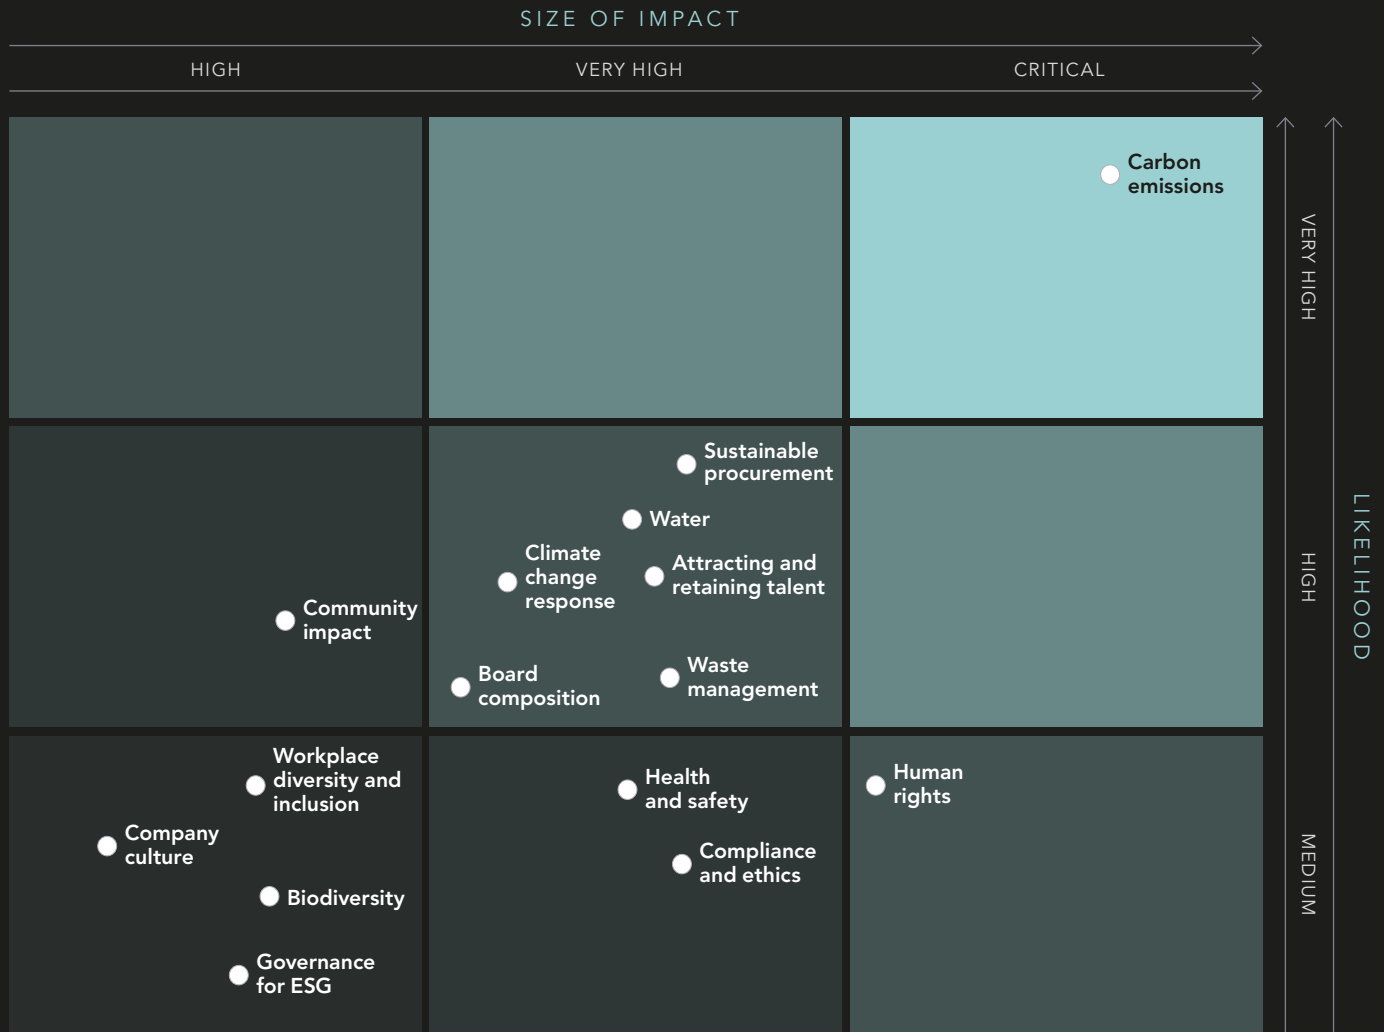 SIZE OF IMPACT
HIGH
VERY HIGH
CRITICAL
Carbon
emissions
VERY HIGH
Sustainable
procurement
Water
Climate
change
response
Attracting and
retaining talent
Community
impact
Board
composition
Waste
management
HIGH
LIKELIHOOD
Workplace
diversity and
inclusion
Company
culture
Biodiversity
Governance
for ESG
Health
and safety
Compliance
and ethics
Human
rights
MEDIUM